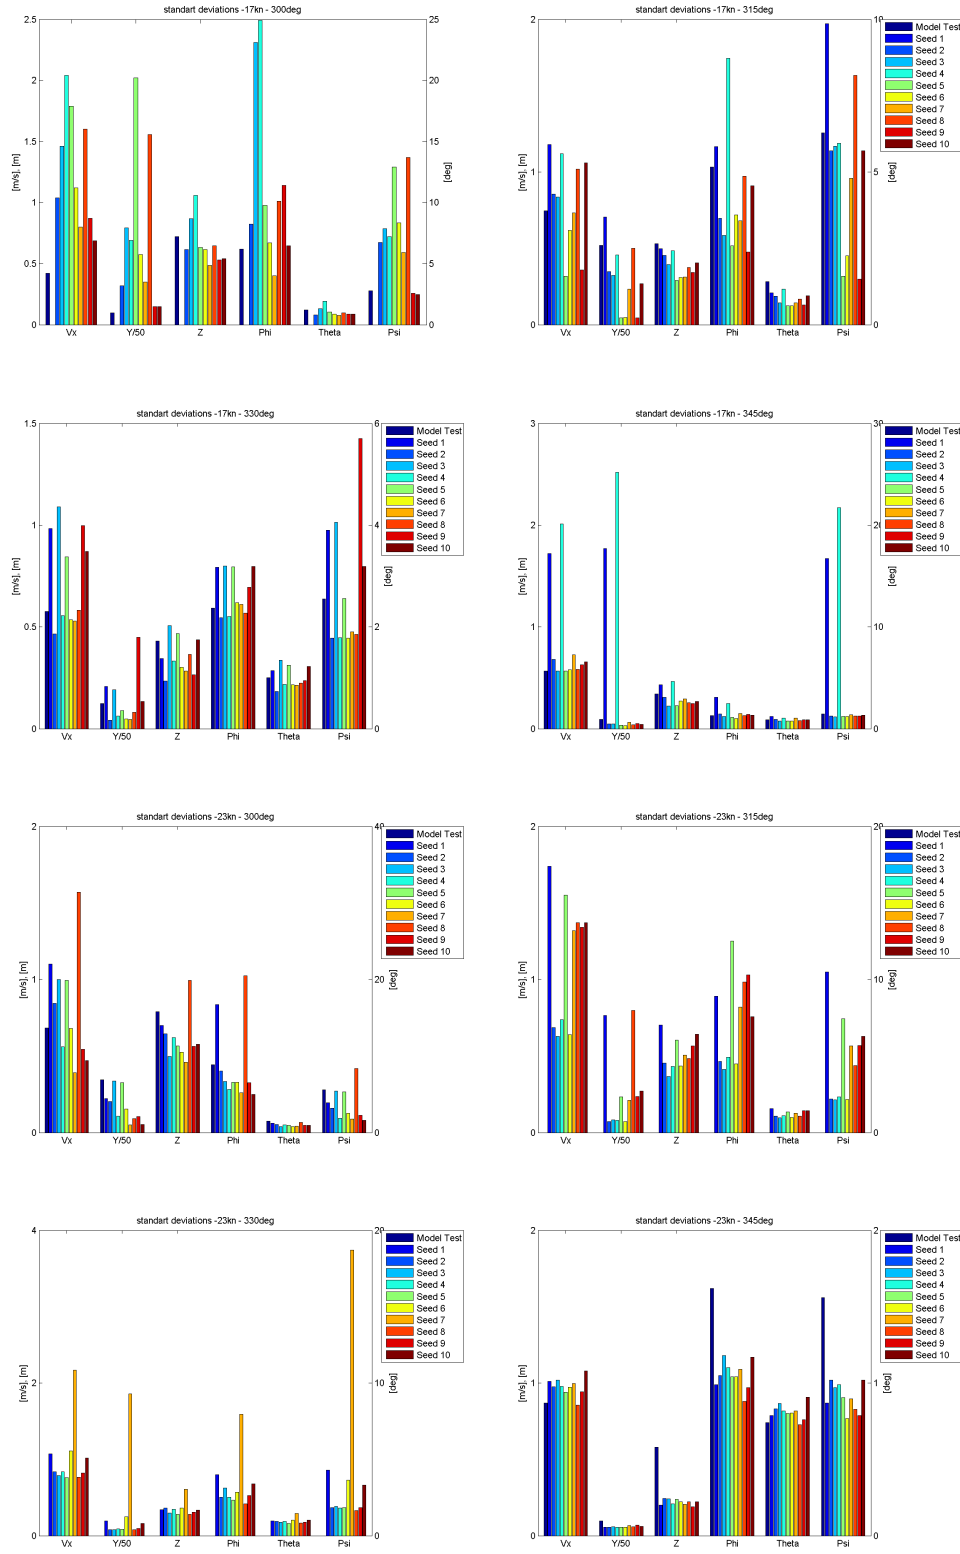 standart deviations -17kn - 300deg
2.5
2
1.5
1
0.5
0
25
20
15
10
5
0
[m/s], [m]
[deg]
Vx Y/50 Z Phi Theta Psi
standart deviations -17kn - 315deg
2
1
0
10
5
0
[m/s], [m]
[deg]
Vx Y/50 Z Phi Theta Psi
Model Test
Seed 1
Seed 2
Seed 3
Seed 4
Seed 5
Seed 6
Seed 7
Seed 8
Seed 9
Seed 10
standart deviations -17kn - 330deg
1.5
1
0.5
0
6
4
2
0
[m/s], [m]
[deg]
Vx Y/50 Z Phi Theta Psi
Model Test
Seed 1
Seed 2
Seed 3
Seed 4
Seed 5
Seed 6
Seed 7
Seed 8
Seed 9
Seed 10
standart deviations -17kn - 345deg
3
2
1
0
30
20
10
0
[m/s], [m]
[deg]
Vx Y/50 Z Phi Theta Psi
Model Test
Seed 1
Seed 2
Seed 3
Seed 4
Seed 5
Seed 6
Seed 7
Seed 8
Seed 9
Seed 10
standart deviations -23kn - 300deg
2
1
0
40
20
0
[m/s], [m]
[deg]
Vx Y/50 Z Phi Theta Psi
Model Test
Seed 1
Seed 2
Seed 3
Seed 4
Seed 5
Seed 6
Seed 7
Seed 8
Seed 9
Seed 10
standart deviations -23kn - 315deg
2
1
0
20
10
0
[m/s], [m]
[deg]
Vx Y/50 Z Phi Theta Psi
Model Test
Seed 1
Seed 2
Seed 3
Seed 4
Seed 5
Seed 6
Seed 7
Seed 8
Seed 9
Seed 10
standart deviations -23kn - 330deg
4
2
0
20
10
0
[m/s], [m]
[deg]
Vx Y/50 Z Phi Theta Psi
Model Test
Seed 1
Seed 2
Seed 3
Seed 4
Seed 5
Seed 6
Seed 7
Seed 8
Seed 9
Seed 10
standart deviations -23kn - 345deg
2
1
0
2
1
0
[m/s], [m]
[deg]
Vx Y/50 Z Phi Theta Psi
Model Test
Seed 1
Seed 2
Seed 3
Seed 4
Seed 5
Seed 6
Seed 7
Seed 8
Seed 9
Seed 10